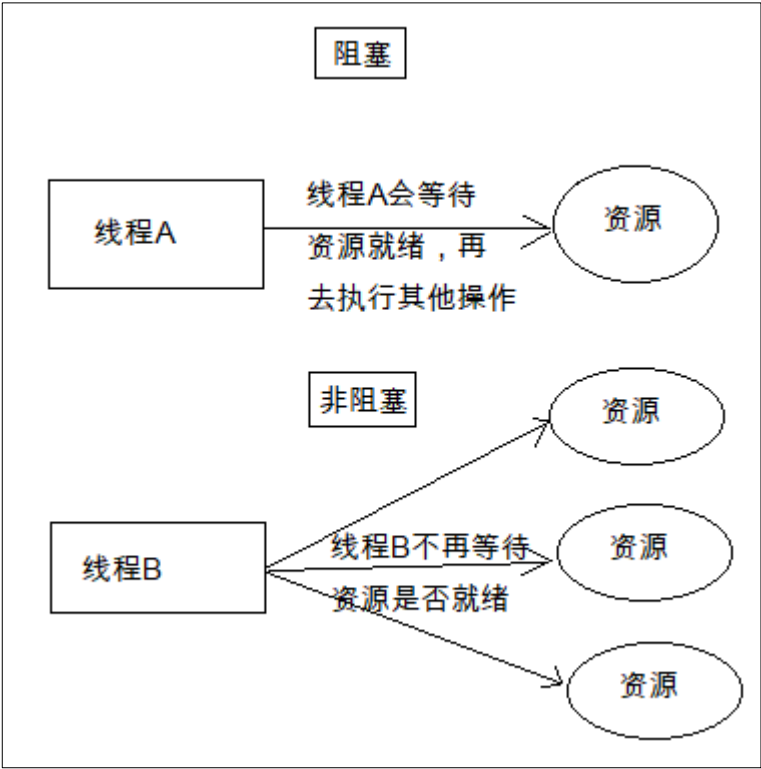 阻塞
线程A
线程A会等待
资源就绪，再
去执行其他操作
资源
非阻塞
线程B
线程B不再等待
资源是否就绪
资源
资源
资源